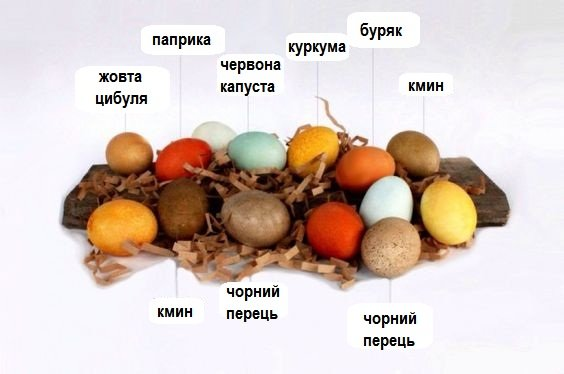 буряк
паприка
куркума
червона
капуста
жовта
цибуля
кмин
кмин
чорний
перець
чорний
перець